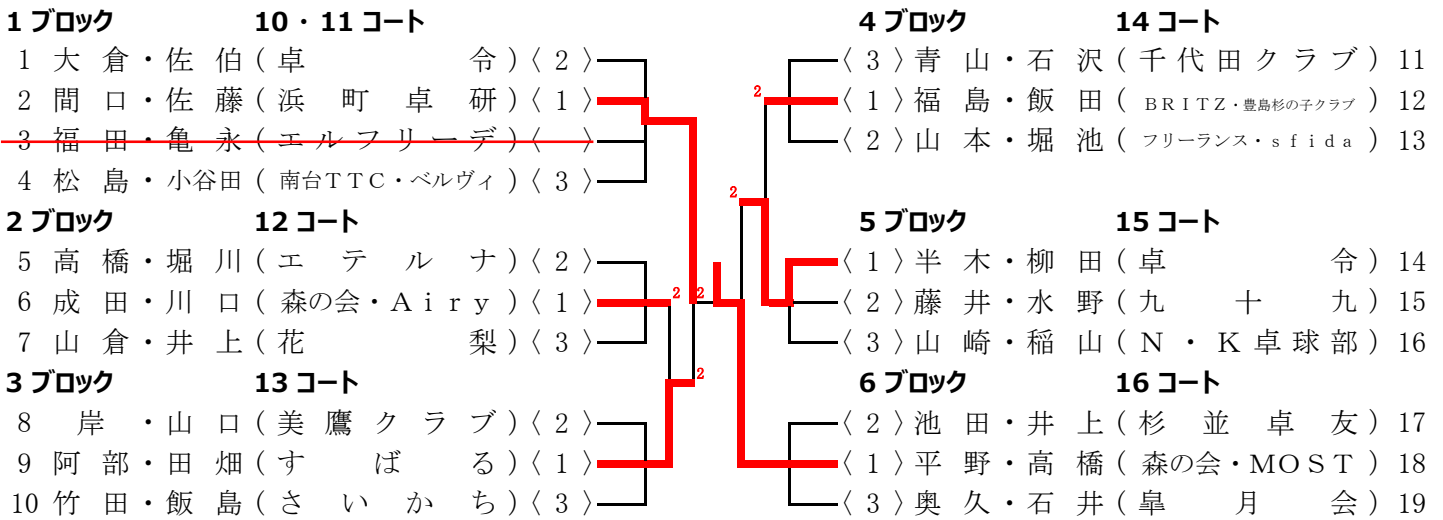 1 ブロック 10 ・ 11 コート
1 大 倉・佐 伯 ( 卓 令 ) 〈 2 〉
2 間 口・佐 藤 ( 浜 町 卓 研 ) 〈 1 〉
3 福 田・亀 永 ( エルフリーデ ) 〈 〉
4 松 島・小谷田 ( 南台TTC・ベルヴィ ) 〈 3 〉
2 ブロック 12 コート
5 高 橋・堀 川 ( エ テ ル ナ ) 〈 2 〉
6 成 田・川 口 ( 森の会・Airy ) 〈 1 〉
7 山 倉・井 上 ( 花 梨 ) 〈 3 〉
3 ブロック 13 コート
8 岸 ・山 口 ( 美 鷹 ク ラ ブ ) 〈 2 〉
9 阿 部・田 畑 ( す ば る ) 〈 1 〉
10 竹 田・飯 島 ( さ い か ち ) 〈 3 〉
2
2
2
2
2
4 ブロック 14 コート
〈 3 〉 青 山・石 沢 ( 千代田クラブ ) 11
〈 1 〉 福 島・飯 田 ( BRITZ・豊島杉の子クラブ ) 12
〈 2 〉 山 本・堀 池 ( フリーランス・sfida ) 13
5 ブロック 15 コート
〈 1 〉 半 木・柳 田 ( 卓 令 ) 14
〈 2 〉 藤 井・水 野 ( 九 十 九 ) 15
〈 3 〉 山 崎・稲 山 ( N・K卓球部 ) 16
6 ブロック 16 コート
〈 2 〉 池 田・井 上 ( 杉 並 卓 友 ) 17
〈 1 〉 平 野・高 橋 ( 森の会・MOST ) 18
〈 3 〉 奥 久・石 井 ( 皐 月 会 ) 19